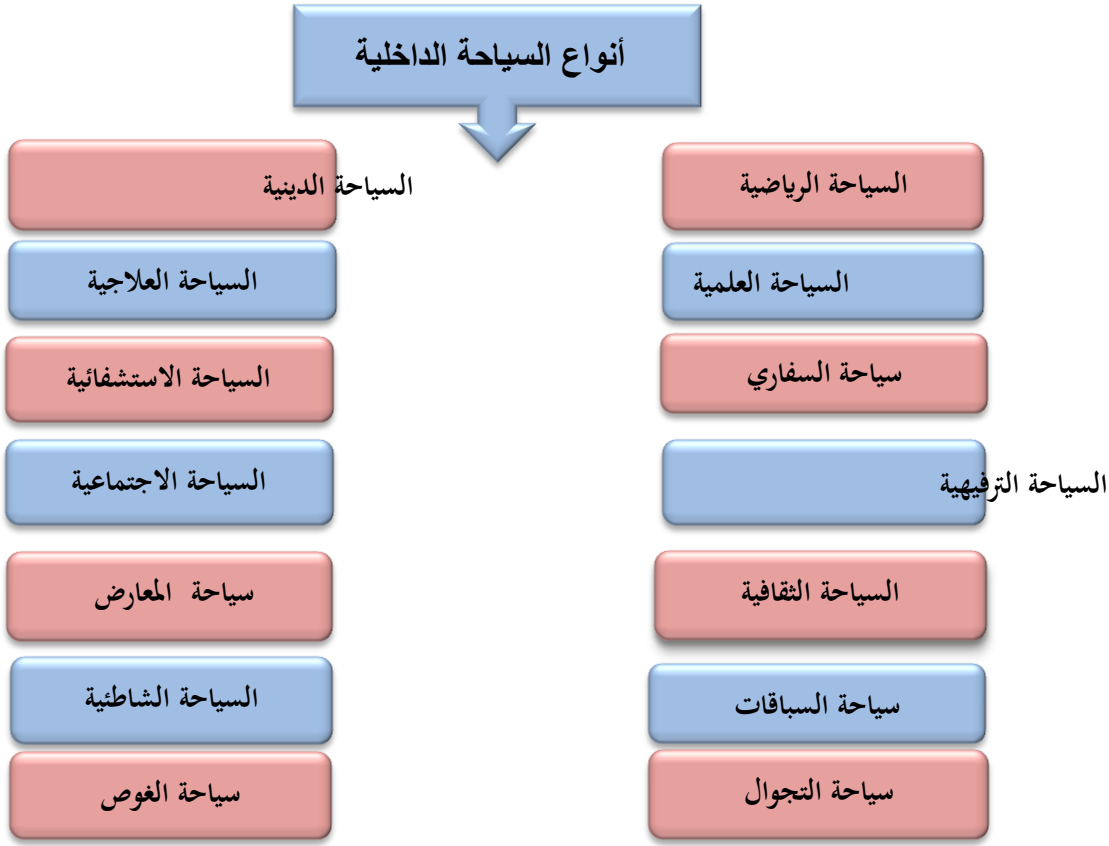 أنواع السياحة الداخلية
السياحة الرياضية
السياحة الدينية
السياحة العلمية
السياحة العلاجية
سياحة السفاري
السياحة الاستشفائية
السياحة الترفيهية
السياحة الاجتماعية
السياحة الثقافية
سياحة المعارض
سياحة السباقات
السياحة الشاطئية
سياحة التجوال
سياحة الغوص